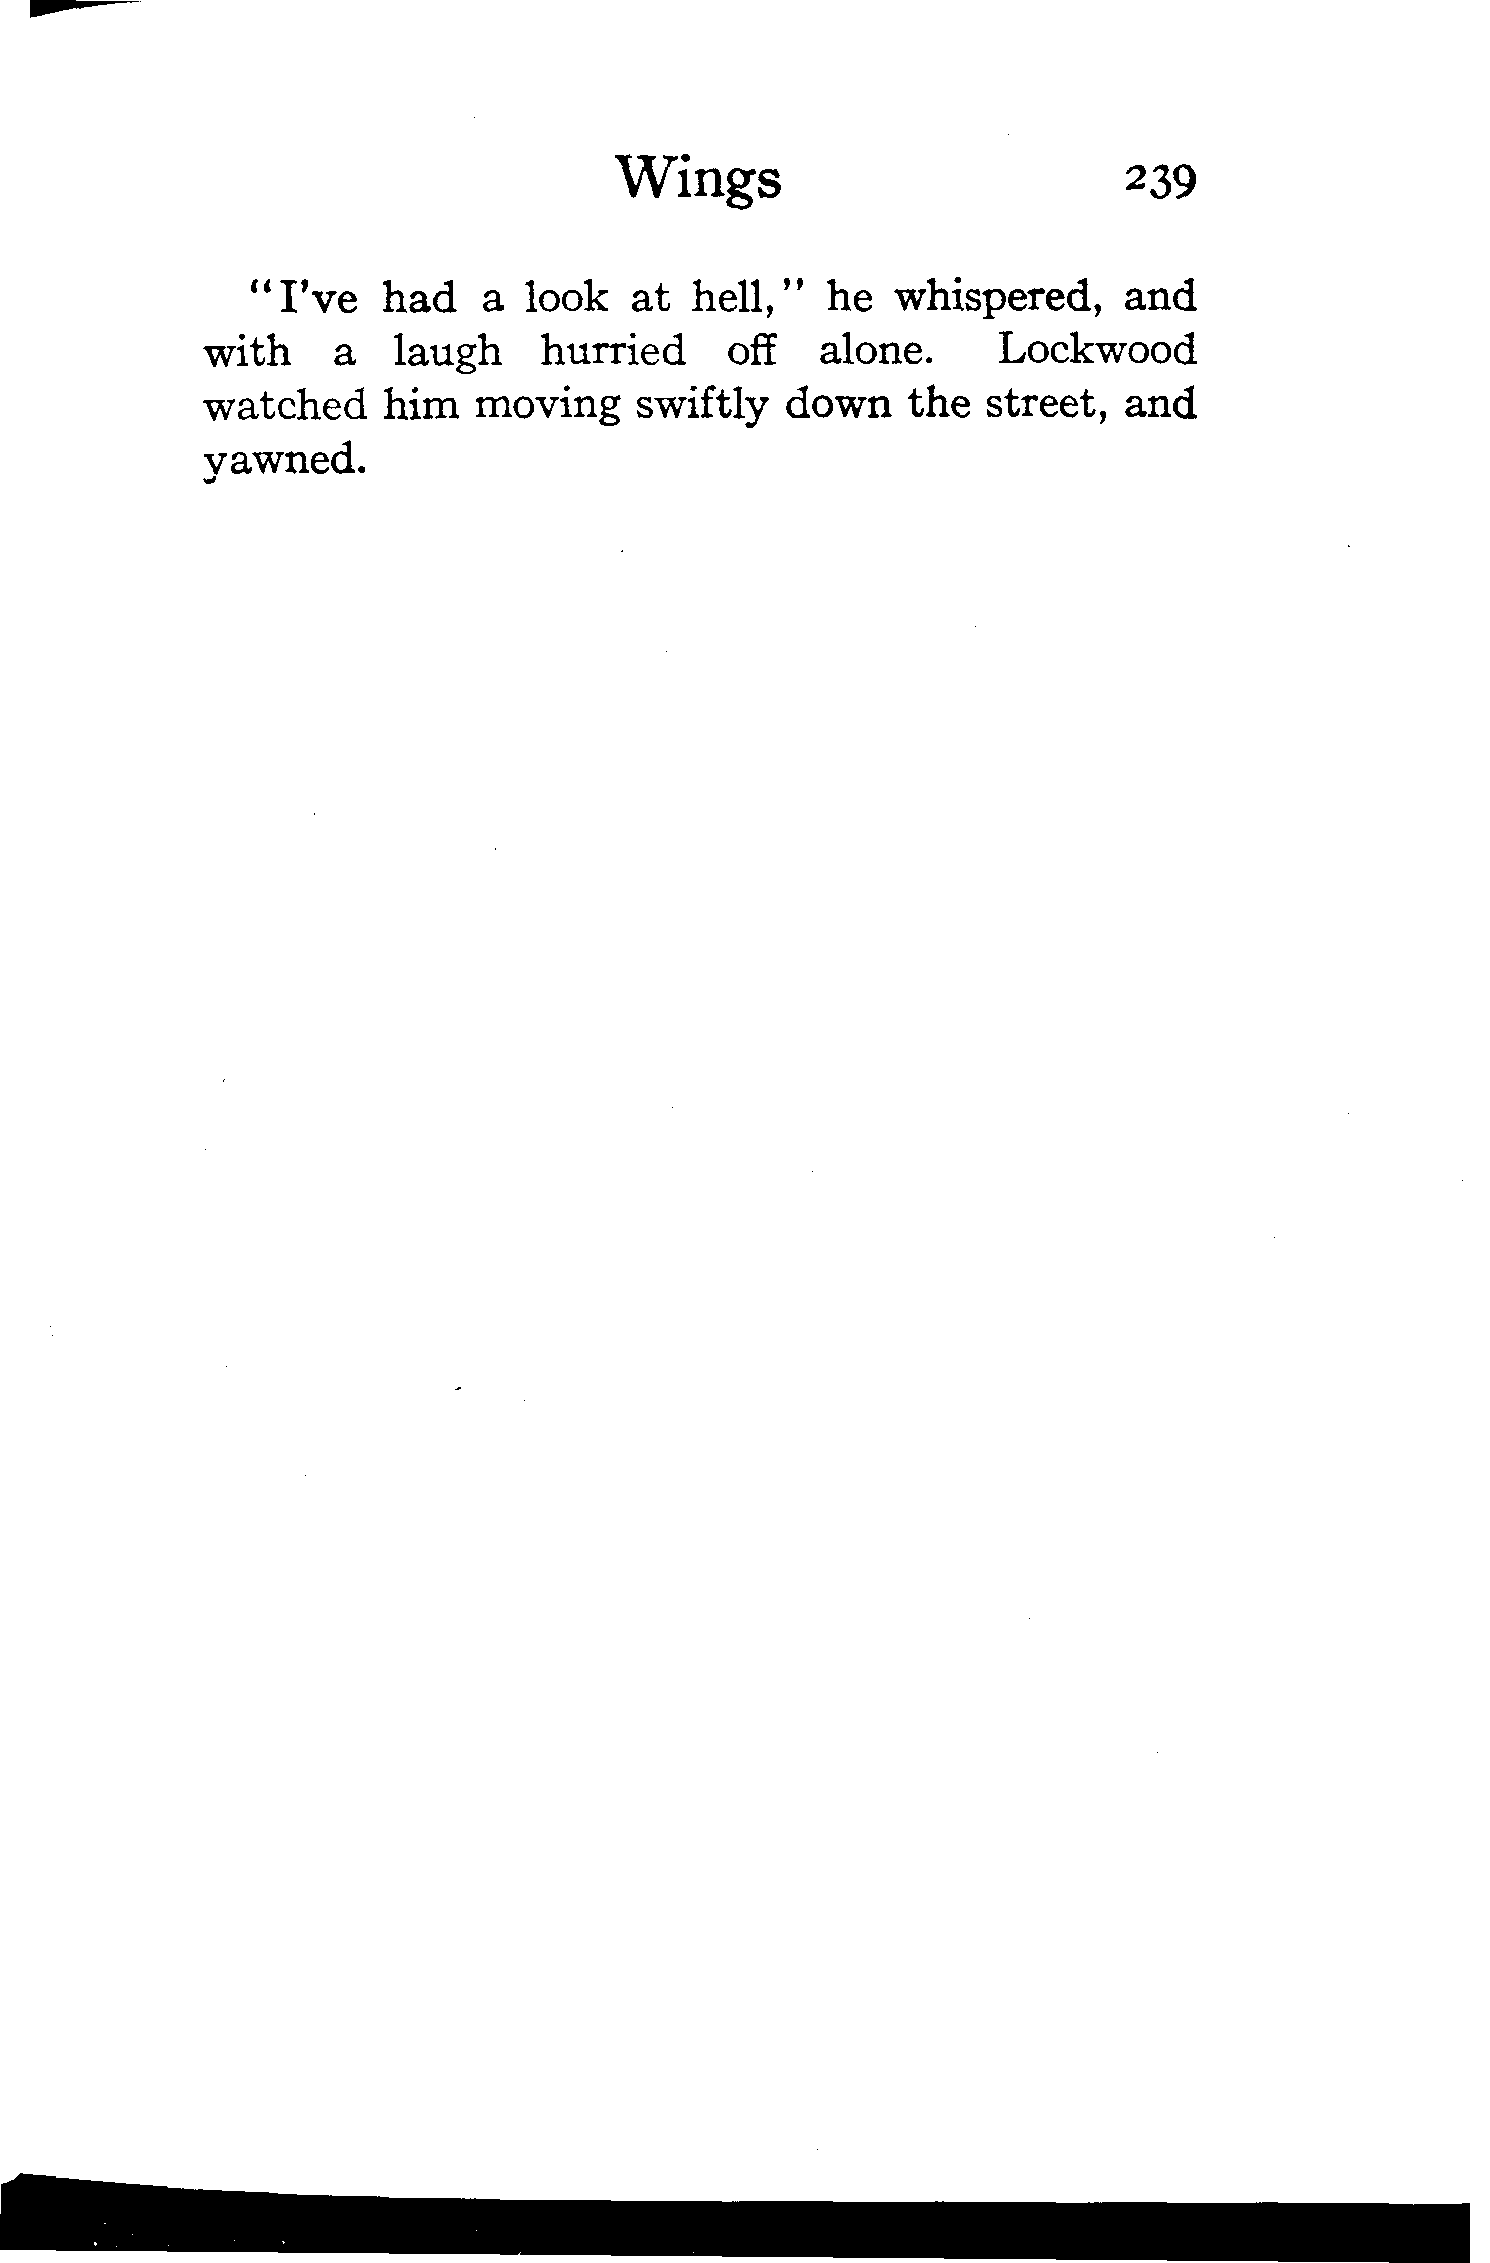 Wings 239
"I've had a look at hell," he whispered, and
with a laugh hurried off alone. Lockwood
watched him moving swiftly down the street, and
yawned.